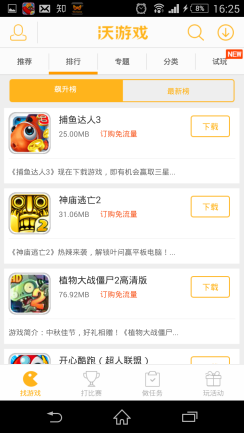 知 8% 16:25
沃游戏
推荐 排行 专题 分类 试玩 NEW
飙升榜 最新榜
捕鱼达人3
25.00MB 订购免流量
下载
《捕鱼达人3》现在下载游戏，即有机会赢取三星...
神庙逃亡2
31.06MB 订购免流量
下载
《神庙逃亡2》热辣来袭，解锁叶问赢平板电脑！...
植物大战僵尸2高清版
76.92MB 订购免流量
下载
游戏简介：中秋佳节，好礼相赠！《植物大战僵尸...
开心酷跑（超人联盟）
找游戏 打比赛 做任务 玩活动